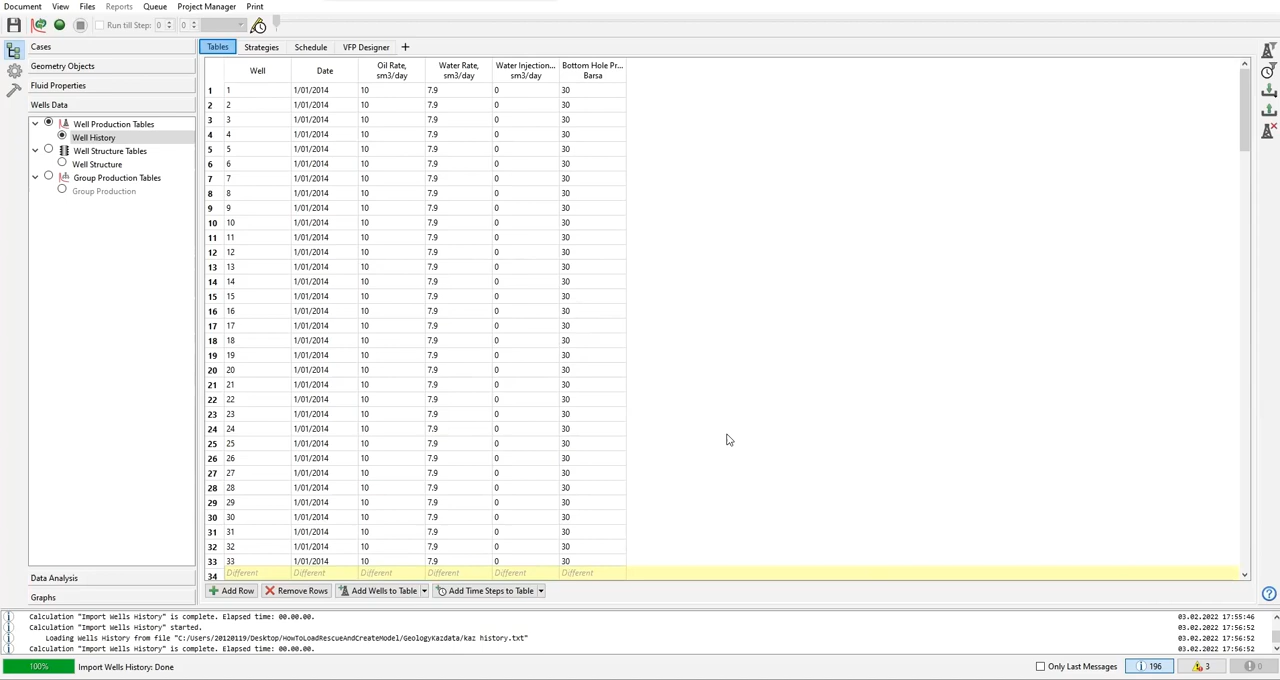 Document View Files Reports Queue Project Manager Print
Run till Step: 0 0
Cases
Geometry Objects
Fluid Properties
Wells Data
Well Production Tables
Well History
Well Structure Tables
Well Structure
Group Production Tables
Group Production
Data Analysis
Graphs
Tables Strategies Schedule VFP Designer +
Well Date Oil Rate, sm3/day Water Rate, sm3/day Water Injection... sm3/day Bottom Hole Pr... Barsa
1 1 1/01/2014 10 7.9 0 30
2 2 1/01/2014 10 7.9 0 30
3 3 1/01/2014 10 7.9 0 30
4 4 1/01/2014 10 7.9 0 30
5 5 1/01/2014 10 7.9 0 30
6 6 1/01/2014 10 7.9 0 30
7 7 1/01/2014 10 7.9 0 30
8 8 1/01/2014 10 7.9 0 30
9 9 1/01/2014 10 7.9 0 30
10 10 1/01/2014 10 7.9 0 30
11 11 1/01/2014 10 7.9 0 30
12 12 1/01/2014 10 7.9 0 30
13 13 1/01/2014 10 7.9 0 30
14 14 1/01/2014 10 7.9 0 30
15 15 1/01/2014 10 7.9 0 30
16 16 1/01/2014 10 7.9 0 30
17 17 1/01/2014 10 7.9 0 30
18 18 1/01/2014 10 7.9 0 30
19 19 1/01/2014 10 7.9 0 30
20 20 1/01/2014 10 7.9 0 30
21 21 1/01/2014 10 7.9 0 30
22 22 1/01/2014 10 7.9 0 30
23 23 1/01/2014 10 7.9 0 30
24 24 1/01/2014 10 7.9 0 30
25 25 1/01/2014 10 7.9 0 30
26 26 1/01/2014 10 7.9 0 30
27 27 1/01/2014 10 7.9 0 30
28 28 1/01/2014 10 7.9 0 30
29 29 1/01/2014 10 7.9 0 30
30 30 1/01/2014 10 7.9 0 30
31 31 1/01/2014 10 7.9 0 30
32 32 1/01/2014 10 7.9 0 30
33 33 1/01/2014 10 7.9 0 30
34 Different Different Different Different Different Different
Add Row Remove Rows Add Wells to Table Add Time Steps to Table
Calculation "Import Wells History" is complete. Elapsed time: 00.00.00. 03.02.2022 17:55:46
Calculation "Import Wells History" started. 03.02.2022 17:56:52
Loading Wells History from file "C:/Users/20120119/Desktop/HowToLoadRescueAndCreateModel/GeologyKazdata/kaz history.txt" 03.02.2022 17:56:52
Calculation "Import Wells History" is complete. Elapsed time: 00.00.00. 03.02.2022 17:56:52
100% Import Wells History: Done Only Last Messages 196 3 0